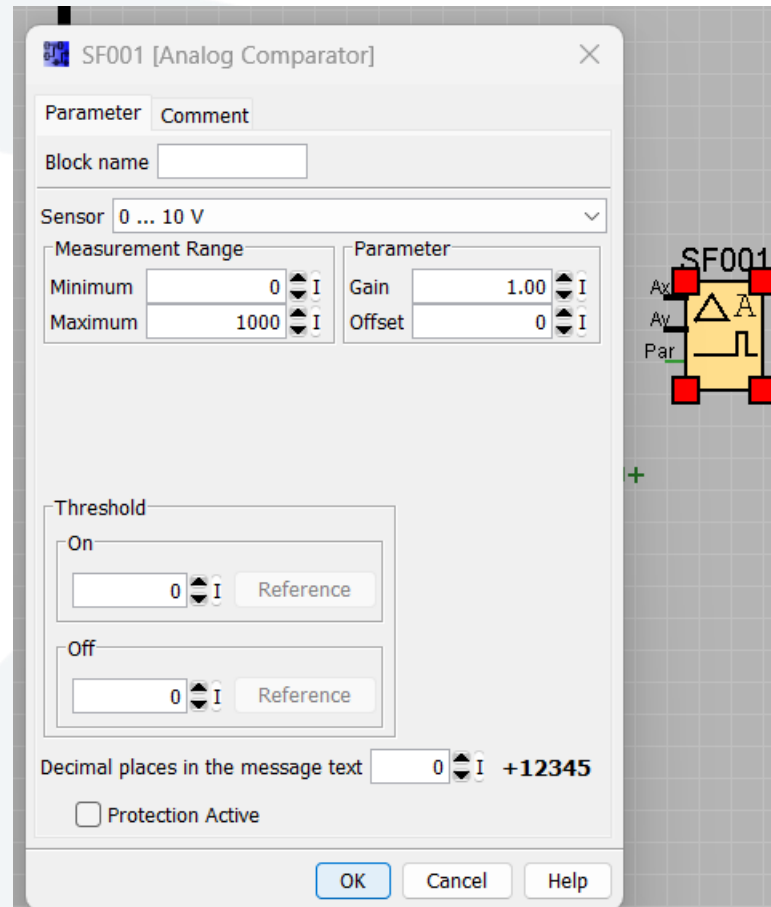 SF001 [Analog Comparator]
Parameter Comment
Block name
Sensor 0 ... 10 V
Measurement Range
Minimum 0
Maximum 1000
Parameter
Gain 1.00
Offset 0
Threshold
On
0 Reference
Off
0 Reference
Decimal places in the message text 0 +12345
Protection Active
OK Cancel Help
SF001
Ax
Ay
Par
A
+